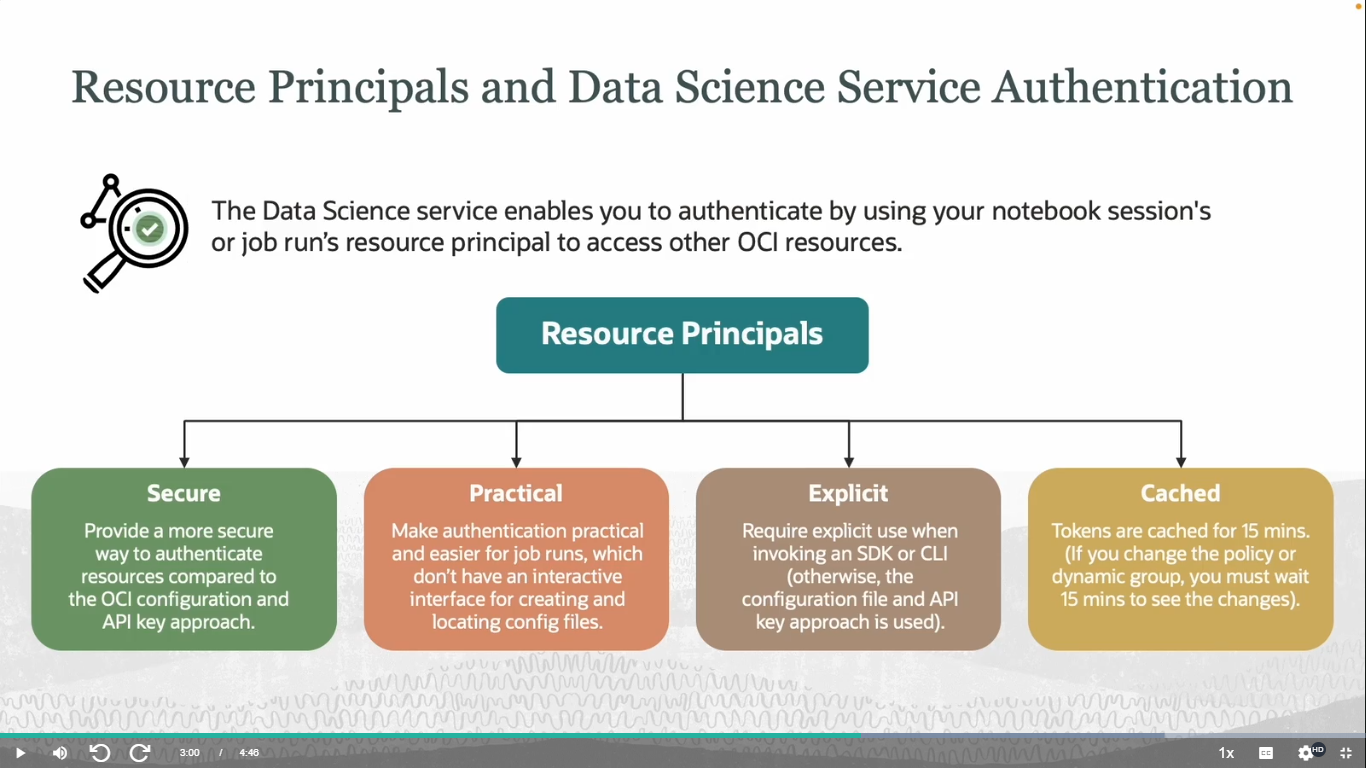 Resource Principals and Data Science Service Authentication
The Data Science service enables you to authenticate by using your notebook session's
or job run’s resource principal to access other OCI resources.
Resource Principals
Secure
Provide a more secure
way to authenticate
resources compared to
the OCI configuration and
API key approach.
Practical
Make authentication practical
and easier for job runs, which
don’t have an interactive
interface for creating and
locating config files.
Explicit
Require explicit use when
invoking an SDK or CLI
(otherwise, the
configuration file and API
key approach is used).
Cached
Tokens are cached for 15 mins.
(If you change the policy or
dynamic group, you must wait
15 mins to see the changes).
3:00 / 4:46
1x
CC
HD